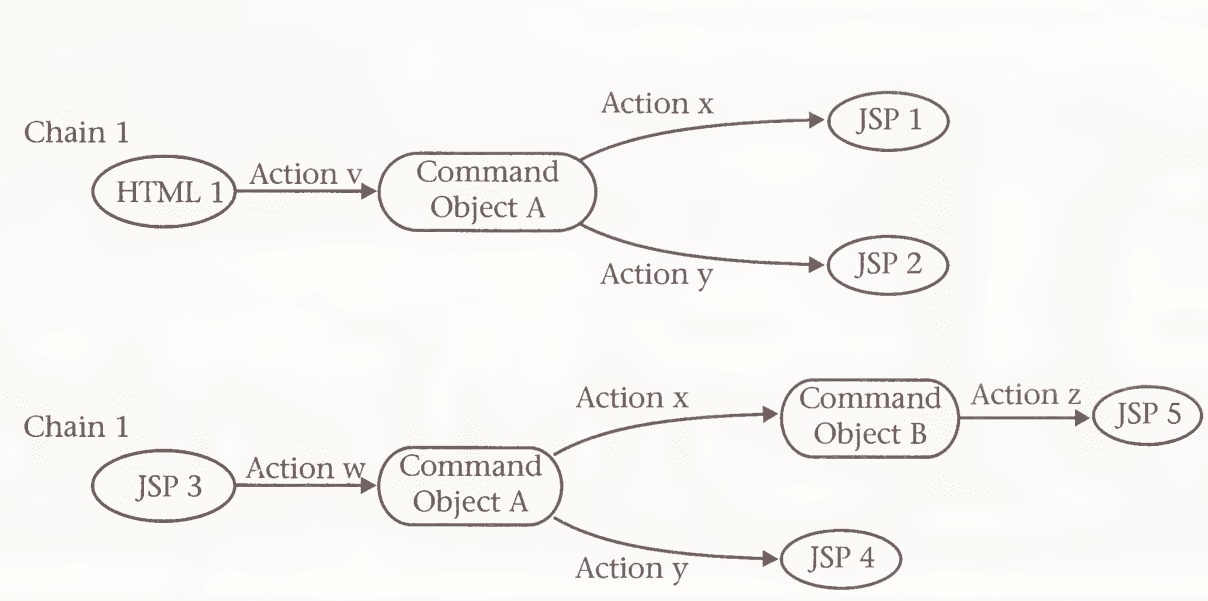 Chain 1
HTML 1
Action v
Command
Object A
Action x
JSP 1
Action y
JSP 2
Chain 1
JSP 3
Action w
Command
Object A
Action x
Command
Object B
Action z
JSP 5
Action y
JSP 4